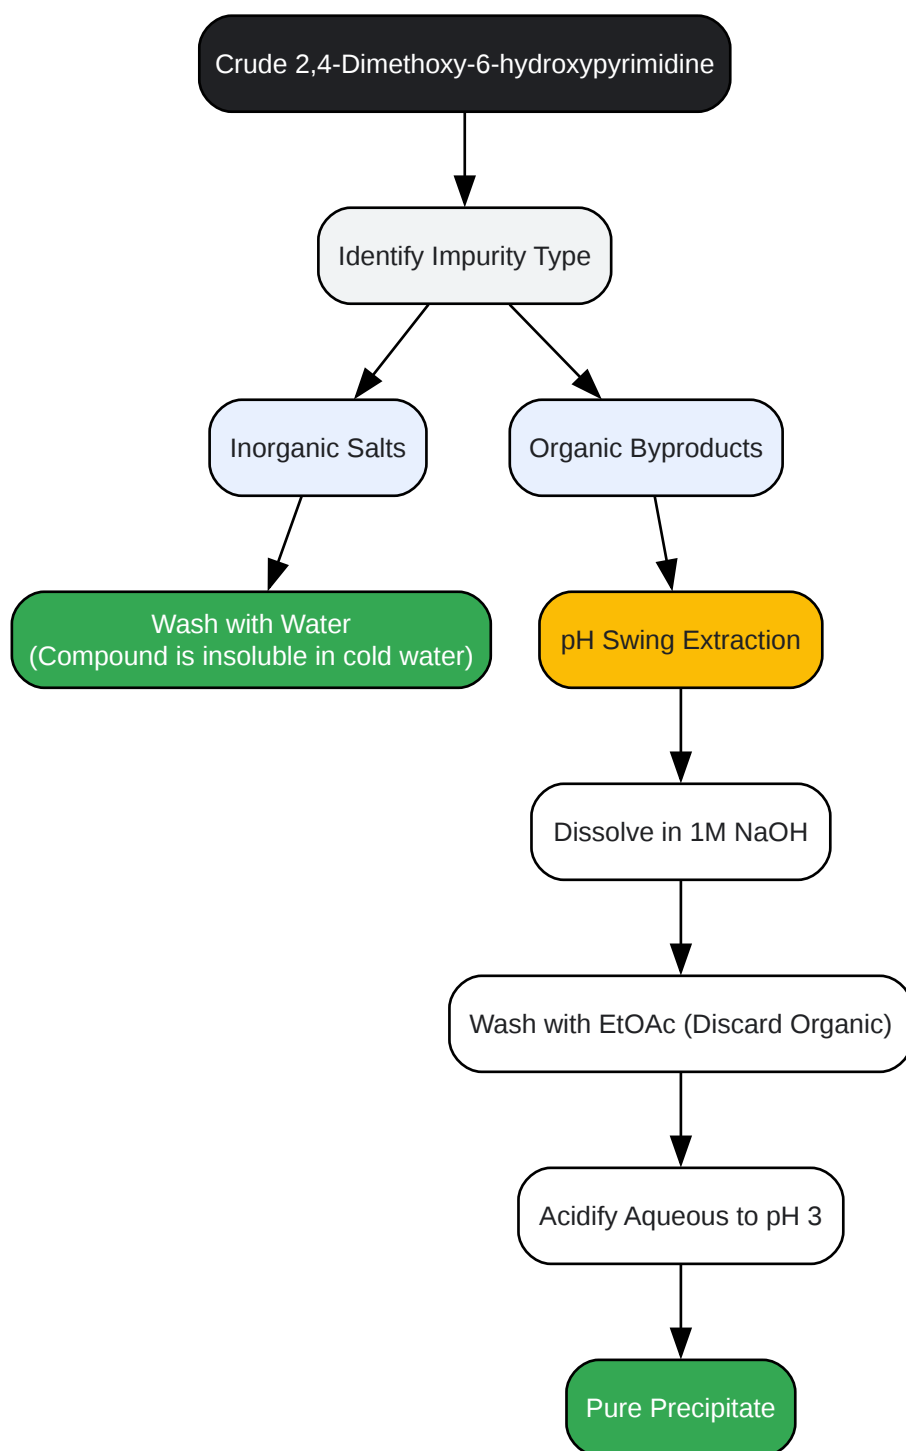 Crude 2,4-Dimethoxy-6-hydroxypyrimidine
Identify Impurity Type
Inorganic Salts
Organic Byproducts
Wash with Water
(Compound is insoluble in cold water)
pH Swing Extraction
Dissolve in 1M NaOH
Wash with EtOAc (Discard Organic)
Acidify Aqueous to pH 3
Pure Precipitate